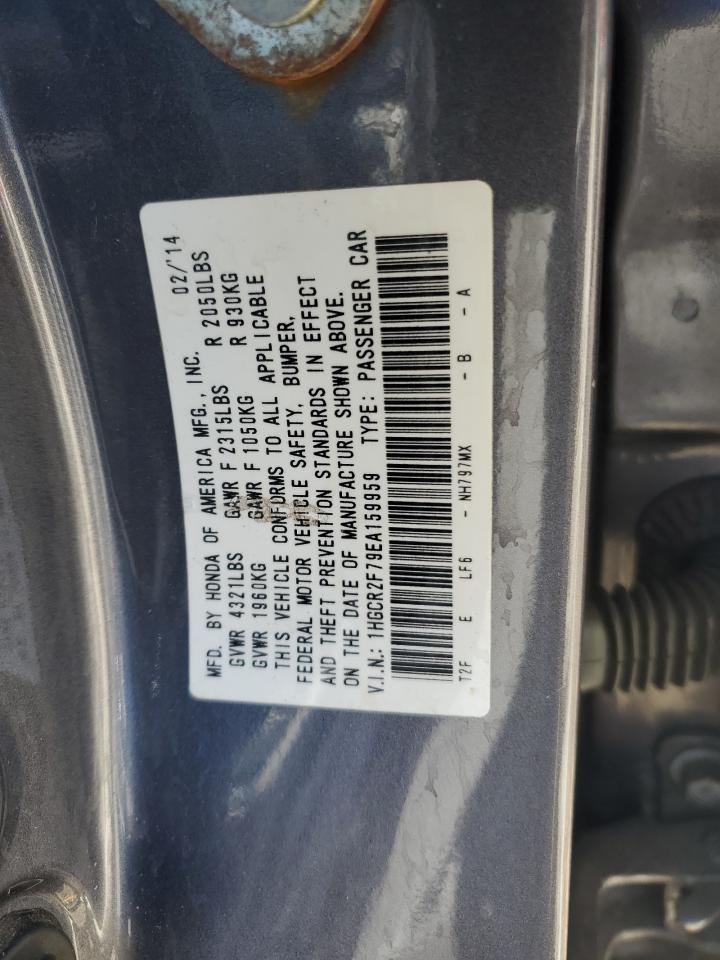 MFD. BY HONDA OF AMERICA MFG., INC. 02/'14
GVWR 4321LBS GAWR F 2315LBS R 2050LBS
GVWR 1960KG GAWR F 1050KG R 930KG
THIS VEHICLE CONFORMS TO ALL APPLICABLE
FEDERAL MOTOR VEHICLE SAFETY, BUMPER,
AND THEFT PREVENTION STANDARDS IN EFFECT
ON THE DATE OF MANUFACTURE SHOWN ABOVE.
V.I.N.: 1HGCR2F79EA159959 TYPE: PASSENGER CAR
T2F E LF6 - NH797MX - B - A